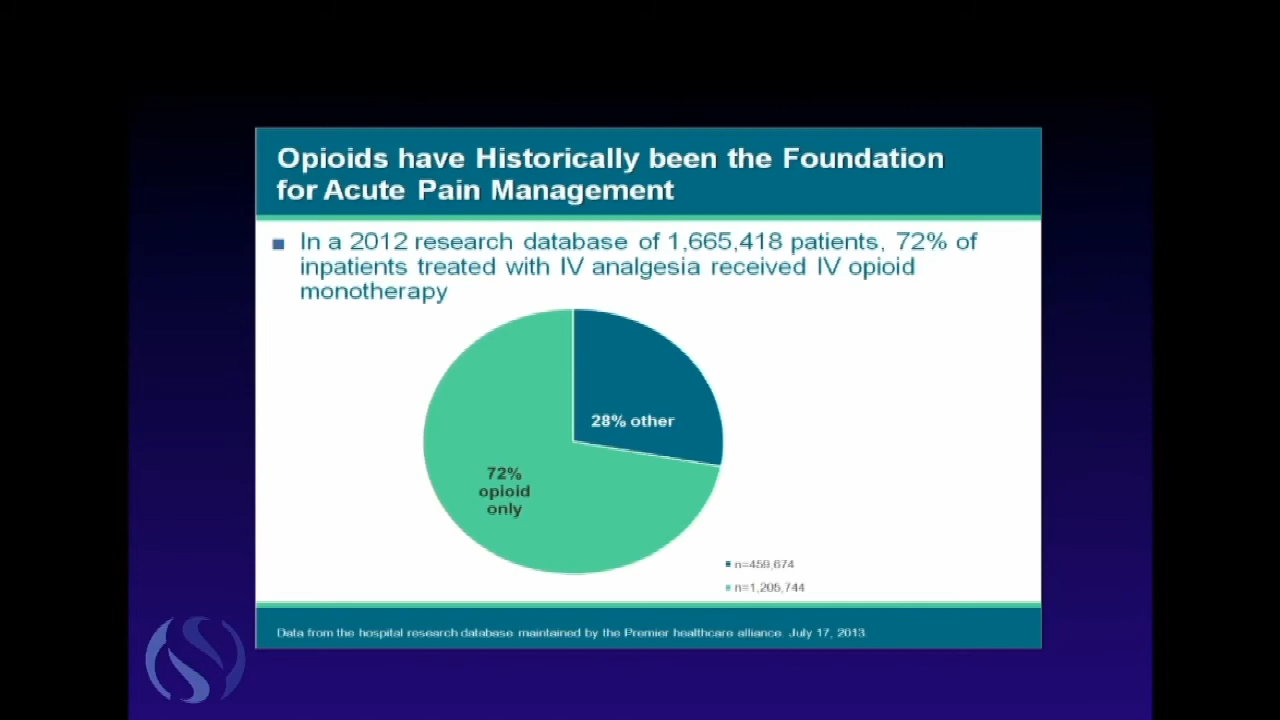 Opioids have Historically been the Foundation
for Acute Pain Management
In a 2012 research database of 1,665,418 patients, 72% of
inpatients treated with IV analgesia received IV opioid
monotherapy
28% other
72%
opioid
only
n=459,674
n=1,205,744
Data from the hospital research database maintained by the Premier healthcare alliance. July 17, 2013.